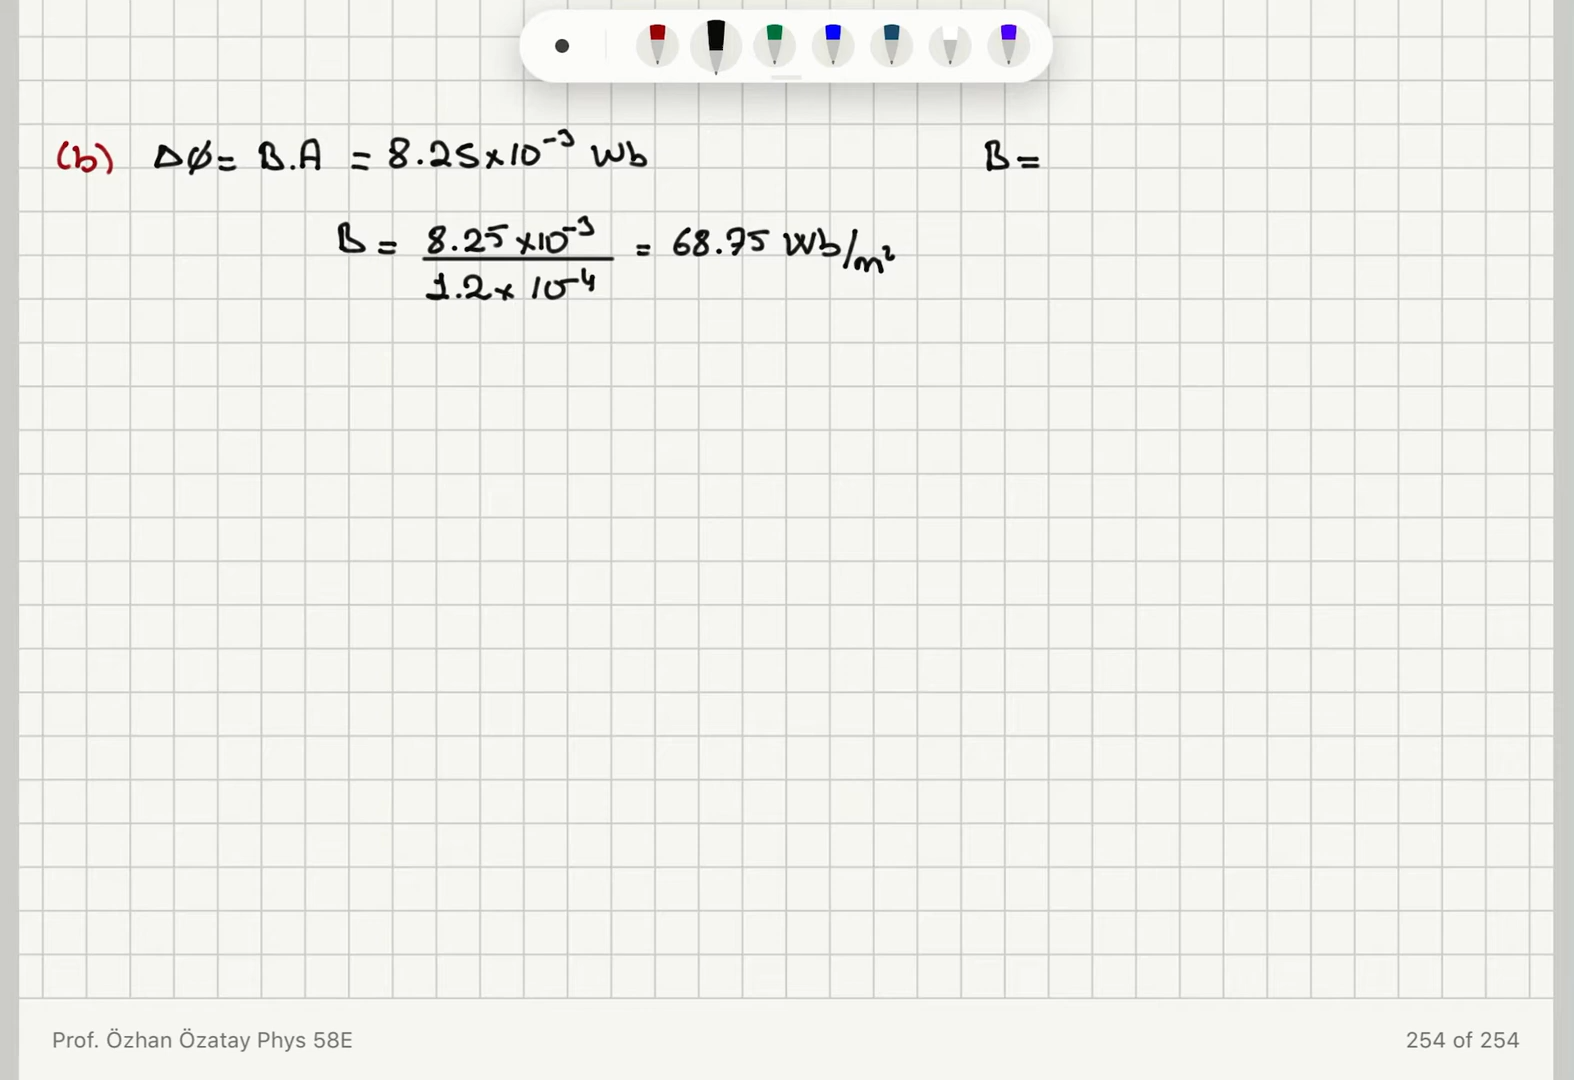 (b) Δϕ = B.A = 8.25×10⁻³ Wb
B =
B = 8.25×10⁻³ / 1.2×10⁻⁴ = 68.75 Wb/m²
Prof. Özhan Özatay Phys 58E
254 of 254